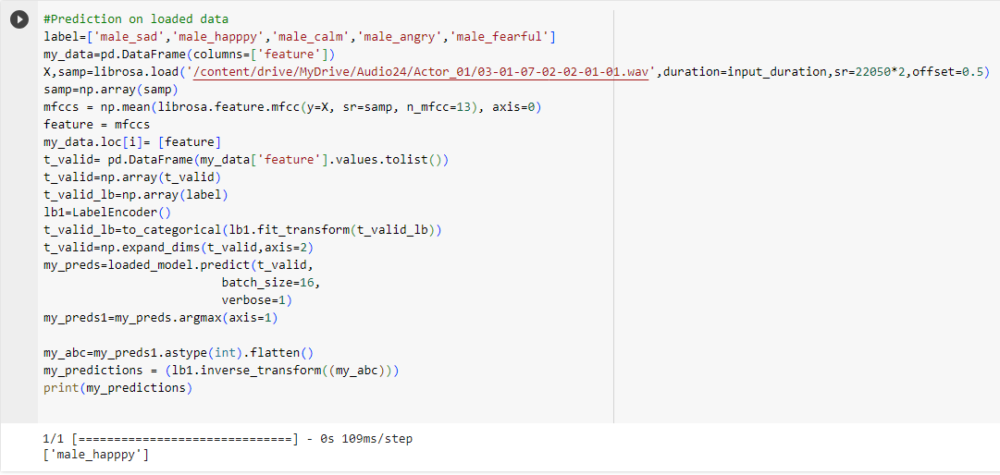 #Prediction on loaded data
label=['male_sad','male_happpy','male_calm','male_angry','male_fearful']
my_data=pd.DataFrame(columns=['feature'])
X,samp=librosa.load('/content/drive/MyDrive/Audio24/Actor_01/03-01-07-02-02-01-01.wav',duration=input_duration,sr=22050*2,offset=0.5)
samp=np.array(samp)
mfccs = np.mean(librosa.feature.mfcc(y=X, sr=samp, n_mfcc=13), axis=0)
feature = mfccs
my_data.loc[i]= [feature]
t_valid= pd.DataFrame(my_data['feature'].values.tolist())
t_valid=np.array(t_valid)
t_valid_lb=np.array(label)
lb1=LabelEncoder()
t_valid_lb=to_categorical(lb1.fit_transform(t_valid_lb))
t_valid=np.expand_dims(t_valid,axis=2)
my_preds=loaded_model.predict(t_valid,
batch_size=16,
verbose=1)
my_preds1=my_preds.argmax(axis=1)
my_abc=my_preds1.astype(int).flatten()
my_predictions = (lb1.inverse_transform((my_abc)))
print(my_predictions)
1/1 [==============================] - 0s 109ms/step
['male_happpy']